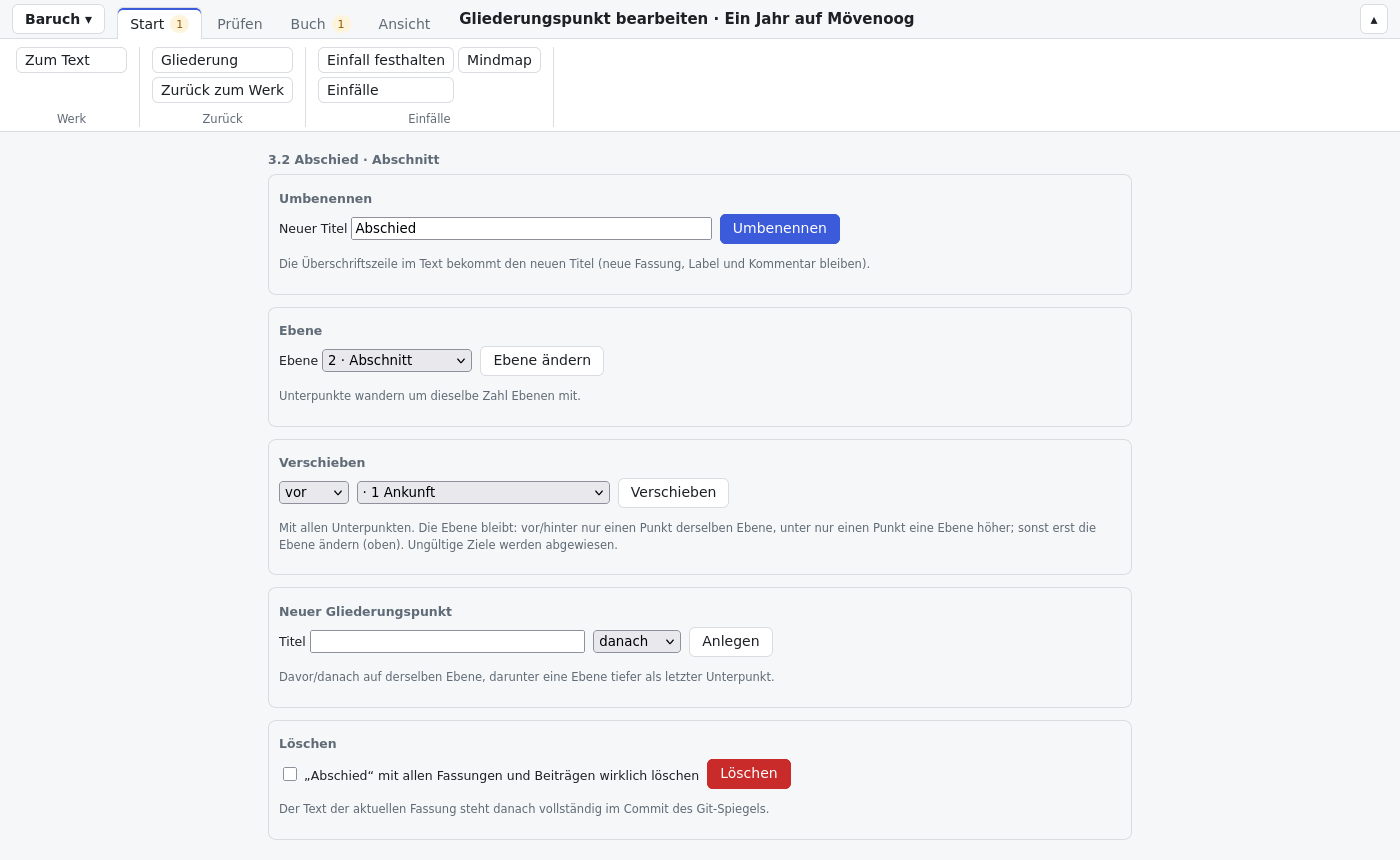 Baruch ▾
Start 1
Prüfen
Buch 1
Ansicht
Gliederungspunkt bearbeiten · Ein Jahr auf Mövenoog
▲
Zum Text
Werk
Gliederung
Zurück zum Werk
Zurück
Einfall festhalten
Mindmap
Einfälle
Einfälle
3.2 Abschied · Abschnitt
Umbenennen
Neuer Titel Abschied Umbenennen
Die Überschriftszeile im Text bekommt den neuen Titel (neue Fassung, Label und Kommentar bleiben).
Ebene
Ebene 2 · Abschnitt Ebene ändern
Unterpunkte wandern um dieselbe Zahl Ebenen mit.
Verschieben
vor · 1 Ankunft Verschieben
Mit allen Unterpunkten. Die Ebene bleibt: vor/hinter nur einen Punkt derselben Ebene, unter nur einen Punkt eine Ebene höher; sonst erst die
Ebene ändern (oben). Ungültige Ziele werden abgewiesen.
Neuer Gliederungspunkt
Titel danach Anlegen
Davor/danach auf derselben Ebene, darunter eine Ebene tiefer als letzter Unterpunkt.
Löschen
„Abschied“ mit allen Fassungen und Beiträgen wirklich löschen Löschen
Der Text der aktuellen Fassung steht danach vollständig im Commit des Git-Spiegels.